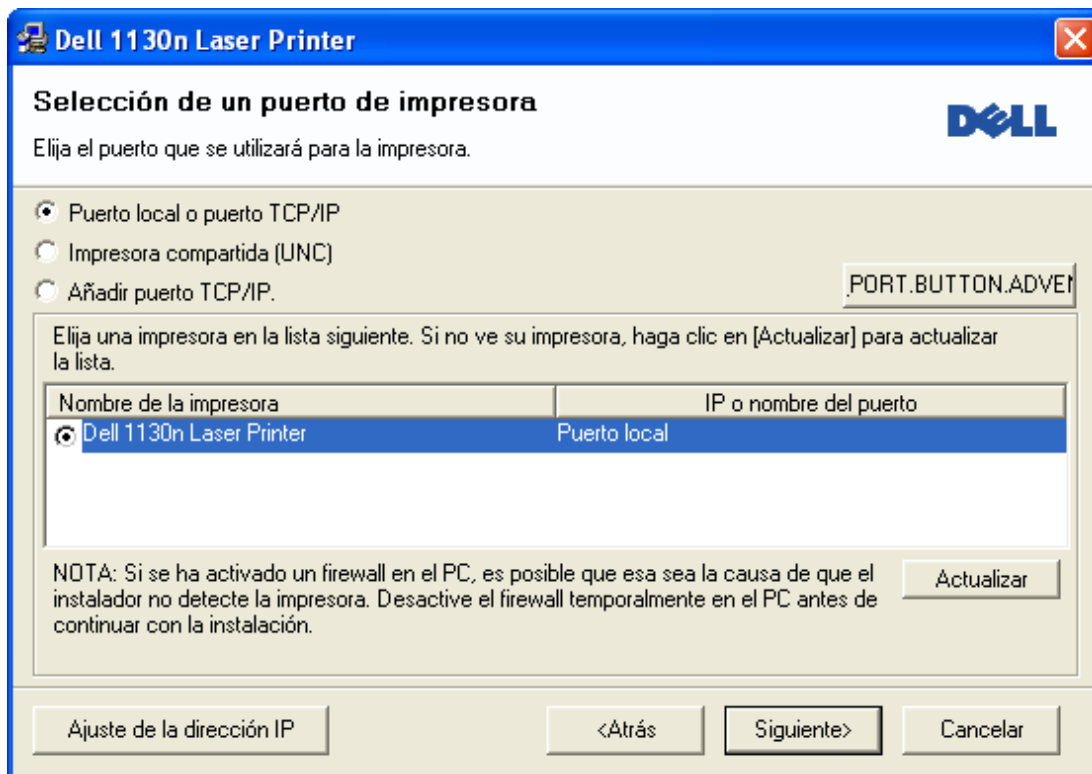 Dell 1130n Laser Printer
Selección de un puerto de impresora
DELL
Elija el puerto que se utilizará para la impresora.
Puerto local o puerto TCP/IP
Impresora compartida (UNC)
Añadir puerto TCP/IP.
.PORT.BUTTON.ADVEN
Elija una impresora en la lista siguiente. Si no ve su impresora, haga clic en [Actualizar] para actualizar
la lista.
Nombre de la impresora IP o nombre del puerto
Dell 1130n Laser Printer Puerto local
NOTA: Si se ha activado un firewall en el PC, es posible que esa sea la causa de que el
instalador no detecte la impresora. Desactive el firewall temporalmente en el PC antes de
continuar con la instalación.
Actualizar
Ajuste de la dirección IP <Atrás Siguiente> Cancelar